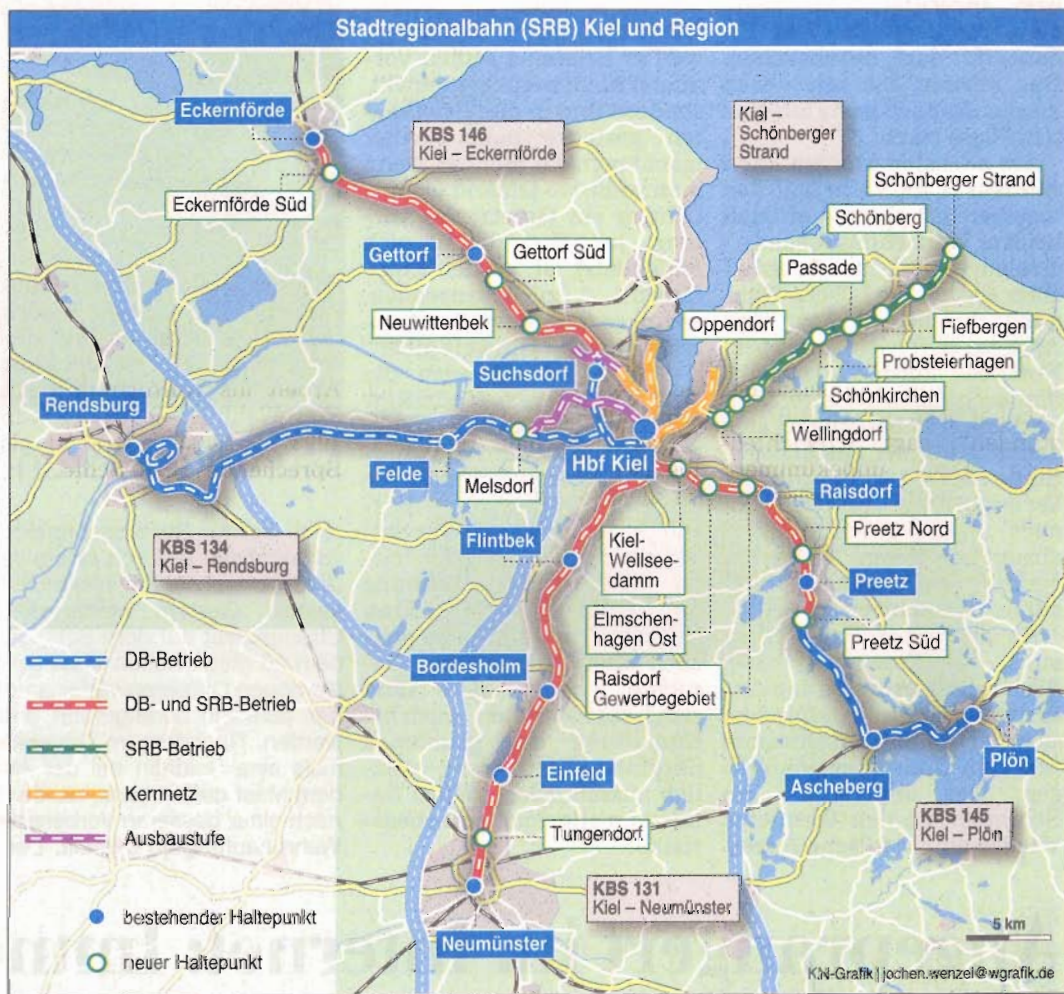 Stadtregionalbahn (SRB) Kiel und Region
Eckernförde
KBS 146
Kiel – Eckernförde
Kiel –
Schönberger
Strand
Eckernförde Süd
Schönberger Strand
Schönberg
Gettorf
Gettorf Süd
Passade
Neuwittenbek
Oppendorf
Fiefbergen
Suchsdorf
Probsteierhagen
Rendsburg
Schönkirchen
Wellingdorf
Felde
Melsdorf
Hbf Kiel
Raisdorf
Flintbek
Kiel-
Wellsee-
damm
Preetz Nord
KBS 134
Kiel – Rendsburg
Preetz
Elmschen-
hagen Ost
Preetz Süd
Bordesholm
Raisdorf
Gewerbegebiet
DB-Betrieb
DB- und SRB-Betrieb
SRB-Betrieb
Kernnetz
Ausbaustufe
bestehender Haltepunkt
neuer Haltepunkt
Einfeld
Ascheberg
Plön
Tungendorf
KBS 145
Kiel – Plön
KBS 131
Kiel – Neumünster
Neumünster
5 km
KN-Grafik | jochen.wenzel@wgrafik.de